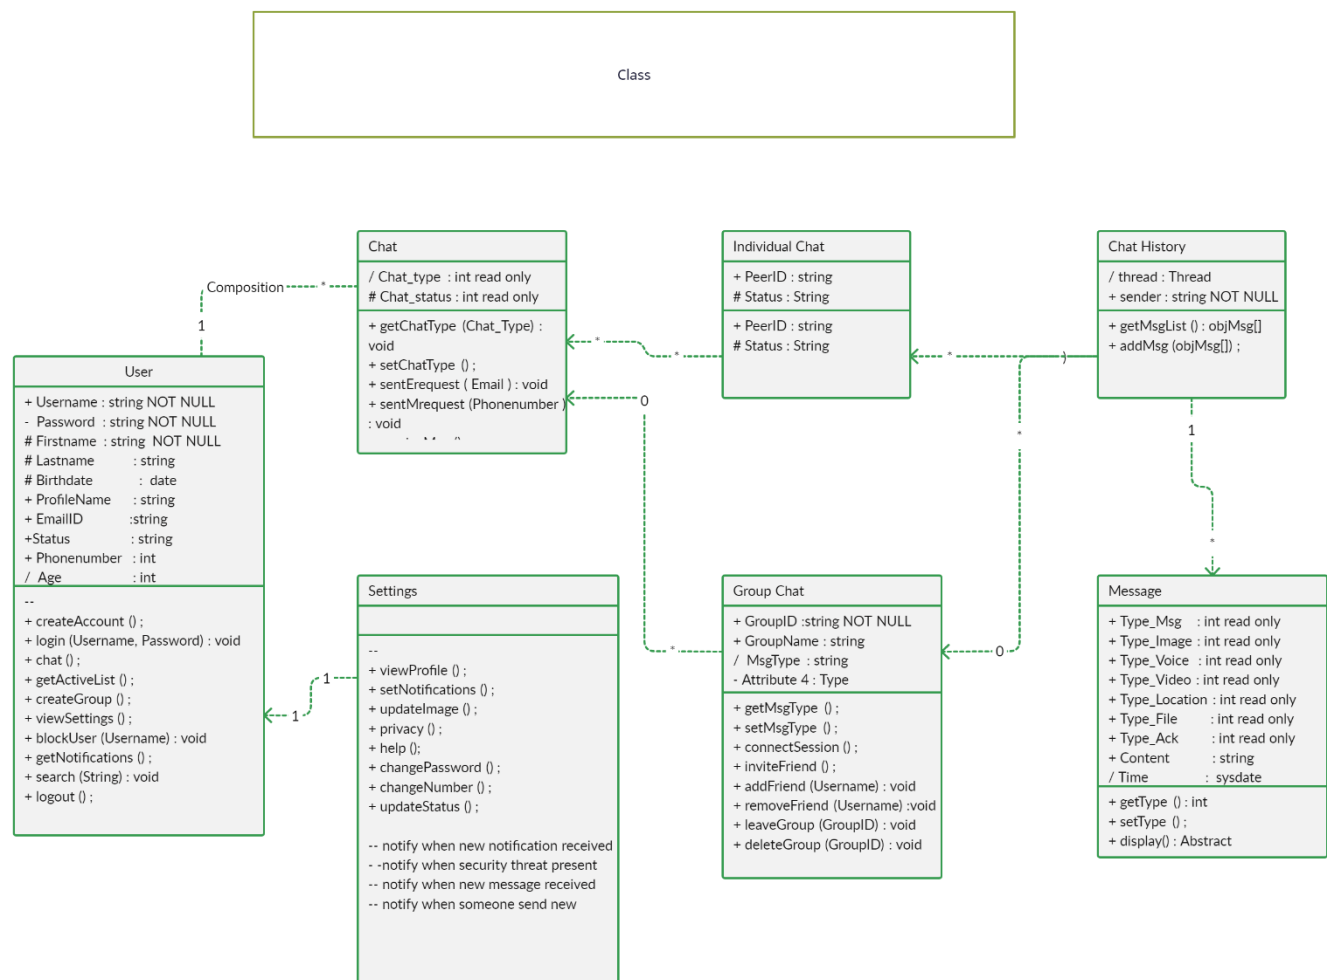 Class
Chat
/ Chat_type : int read only
# Chat_status : int read only
+ getChatType (Chat_Type) :
void
+ setChatType () ;
+ sentErequest ( Email ) : void
+ sentMrequest (Phonenumber )
: void
Individual Chat
+ PeerID : string
# Status : String
+ PeerID : string
# Status : String
Chat History
/ thread : Thread
+ sender : string NOT NULL
+ getMsgList () : objMsg[]
+ addMsg (objMsg[]) ;
Composition
*
1
*
*
*
)
0
*
*
0
1
*
User
+ Username : string NOT NULL
- Password : string NOT NULL
# Firstname : string NOT NULL
# Lastname : string
# Birthdate : date
+ ProfileName : string
+ EmailID :string
+Status : string
+ Phonenumber : int
/ Age : int
--
+ createAccount () ;
+ login (Username, Password) : void
+ chat () ;
+ getActiveList () ;
+ createGroup () ;
+ viewSettings () ;
+ blockUser (Username) : void
+ getNotifications () ;
+ search (String) : void
+ logout () ;
1
1
Settings
--
+ viewProfile () ;
+ setNotifications () ;
+ updateImage () ;
+ privacy () ;
+ help ();
+ changePassword () ;
+ changeNumber () ;
+ updateStatus () ;
-- notify when new notification received
- -notify when security threat present
-- notify when new message received
-- notify when someone send new
Group Chat
+ GroupID :string NOT NULL
+ GroupName : string
/ MsgType : string
- Attribute 4 : Type
+ getMsgType () ;
+ setMsgType () ;
+ connectSession () ;
+ inviteFriend () ;
+ addFriend (Username) : void
+ removeFriend (Username) :void
+ leaveGroup (GroupID) : void
+ deleteGroup (GroupID) : void
Message
+ Type_Msg : int read only
+ Type_Image : int read only
+ Type_Voice : int read only
+ Type_Video : int read only
+ Type_Location : int read only
+ Type_File : int read only
+ Type_Ack : int read only
+ Content : string
/ Time : sysdate
+ getType () : int
+ setType () ;
+ display() : Abstract